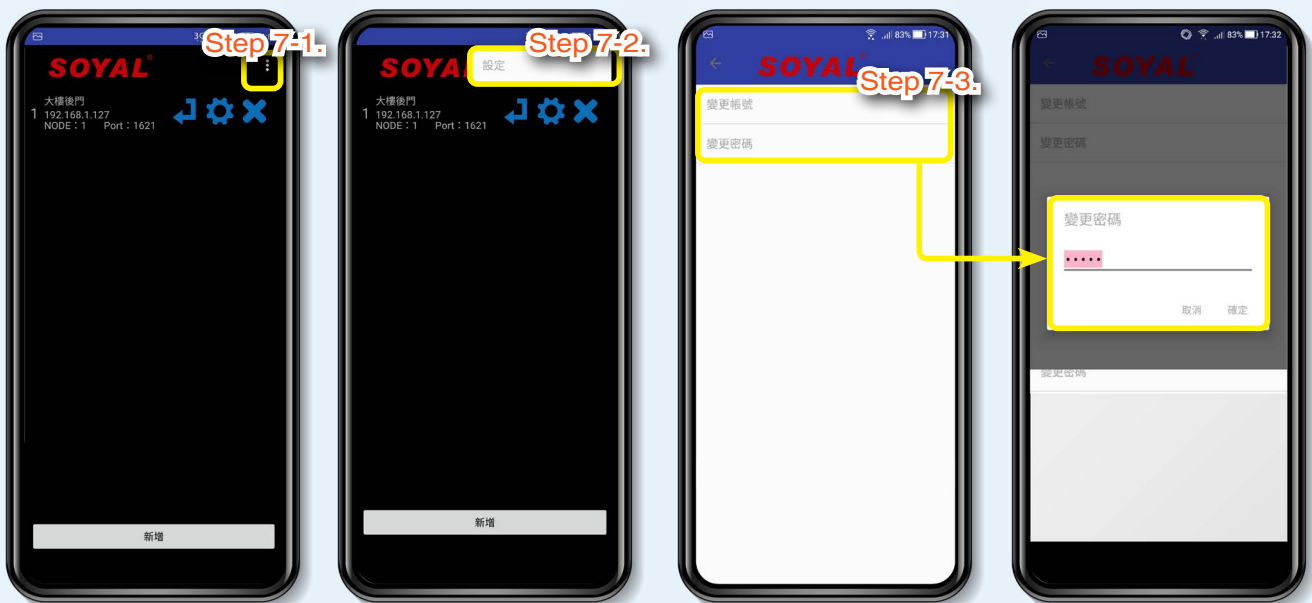 3G
Step 7-1.
SOYAL®
大樓後門
1 192.168.1.127
NODE:1 Port:1621
新增
Step 7-2.
SOYA
設定
大樓後門
1 192.168.1.127
NODE:1 Port:1621
新增
83% 17:31
SOYAL
Step 7-3.
變更帳號
變更密碼
83% 17:32
SOYAL
變更帳號
變更密碼
變更密碼
•••••
取消 確定
變更密碼